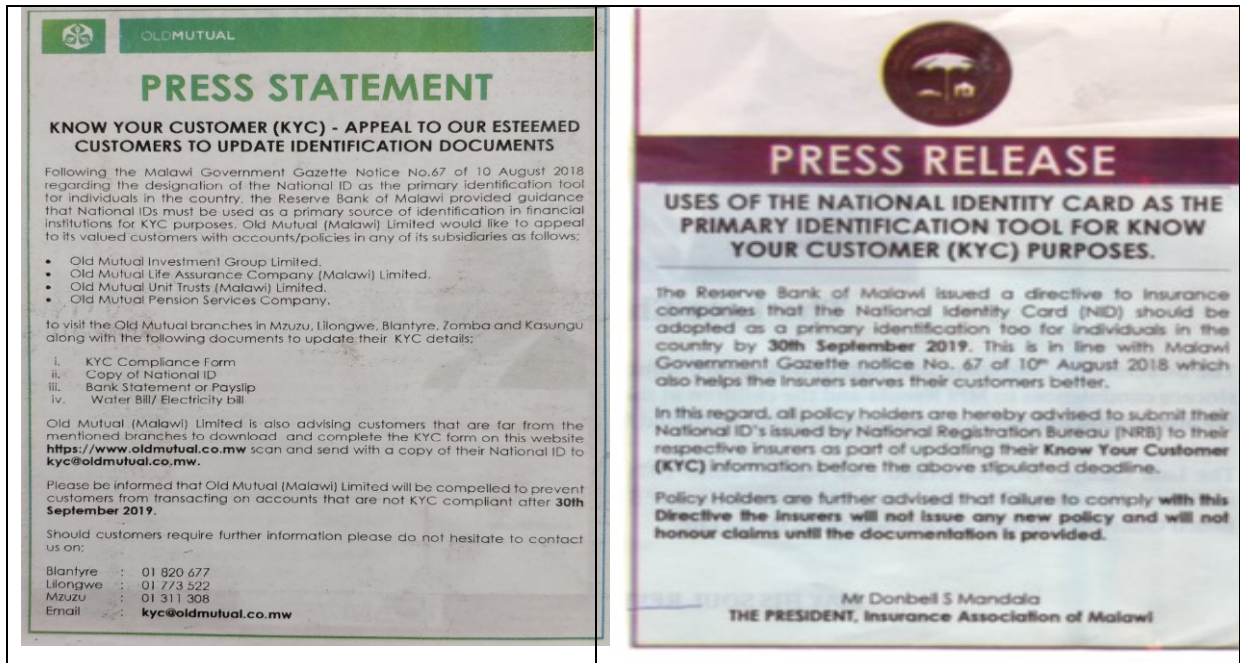 OLDMUTUAL
PRESS STATEMENT
KNOW YOUR CUSTOMER (KYC) - APPEAL TO OUR ESTEEMED
CUSTOMERS TO UPDATE IDENTIFICATION DOCUMENTS
Following the Malawi Government Gazette Notice No.67 of 10 August 2018
regarding the designation of the National ID as the primary identification tool
for individuals in the country, the Reserve Bank of Malawi provided guidance
that National IDs must be used as a primary source of identification in financial
institutions for KYC purposes. Old Mutual (Malawi) Limited would like to appeal
to its valued customers with accounts/policies in any of its subsidiaries as follows;
• Old Mutual Investment Group Limited.
• Old Mutual Life Assurance Company (Malawi) Limited.
• Old Mutual Unit Trusts (Malawi) Limited.
• Old Mutual Pension Services Company.
to visit the Old Mutual branches in Mzuzu, Lilongwe, Blantyre, Zomba and Kasungu
along with the following documents to update their KYC details;
i. KYC Compliance Form
ii. Copy of National ID
iii. Bank Statement or Payslip
iv. Water Bill/ Electricity bill
Old Mutual (Malawi) Limited is also advising customers that are far from the
mentioned branches to download and complete the KYC form on this website
https://www.oldmutual.co.mw scan and send with a copy of their National ID to
kyc@oldmutual.co.mw.
Please be informed that Old Mutual (Malawi) Limited will be compelled to prevent
customers from transacting on accounts that are not KYC compliant after 30th
September 2019.
Should customers require further information please do not hesitate to contact
us on:
Blantyre : 01 820 677
Lilongwe : 01 773 522
Mzuzu : 01 311 308
Email : kyc@oldmutual.co.mw
PRESS RELEASE
USES OF THE NATIONAL IDENTITY CARD AS THE
PRIMARY IDENTIFICATION TOOL FOR KNOW
YOUR CUSTOMER (KYC) PURPOSES.
The Reserve Bank of Malawi issued a directive to Insurance
companies that the National Identity Card (NID) should be
adopted as a primary identification too for individuals in the
country by 30th September 2019. This is in line with Malawi
Government Gazette notice No. 67 of 10th August 2018 which
also helps the Insurers serves their customers better.
In this regard, all policy holders are hereby advised to submit their
National ID's issued by National Registration Bureau (NRB) to their
respective insurers as part of updating their Know Your Customer
(KYC) information before the above stipulated deadline.
Policy Holders are further advised that failure to comply with this
Directive the insurers will not issue any new policy and will not
honour claims until the documentation is provided.
Mr Donbell S Mandala
THE PRESIDENT, Insurance Association of Malawi